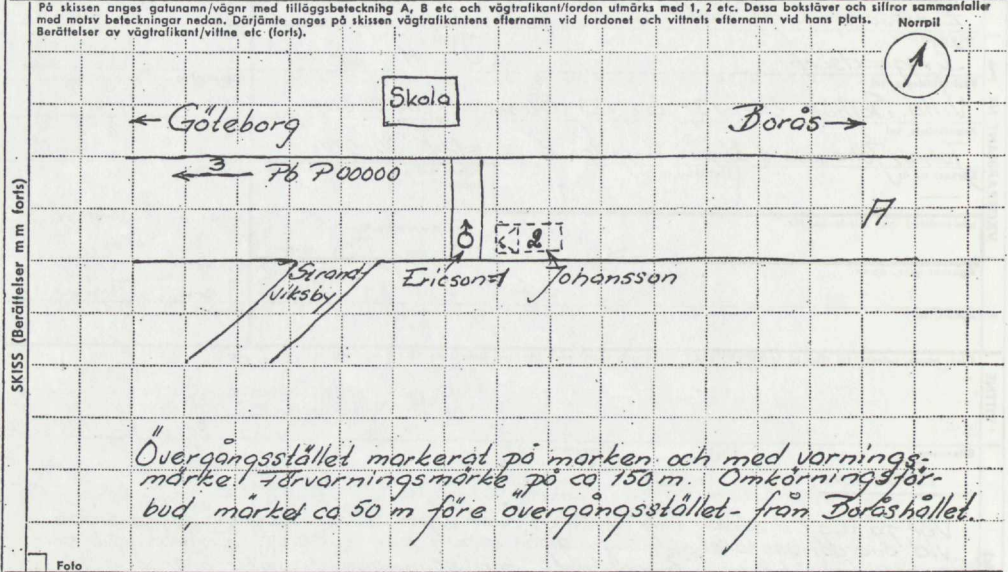 På skissen anges gatunamn/vägnr med tilläggsbeteckning A, B etc och vägtrafikant/fordon utmärks med 1, 2 etc. Dessa bokstäver och siffror sammanfaller
med motsv beteckningar nedan. Därjämte anges på skissen vägtrafikantens efternamn vid fordonet och vittnets efternamn vid hans plats.
Berättelser av vägtrafikant/vittne etc (forts).
Norrpil
1
SKISS (Berättelser m m forts)
Skola
← Göteborg
Borås →
3
Pb P 00000
A
2
Strand-
viksby
Ericson=1
Johansson
Övergångsstället markerat på marken och med varnings-
märke. Förvarningsmärke på ca 150 m. Omkörningsför-
bud, märket ca 50 m före övergångsstället - från Boråshållet.
Foto